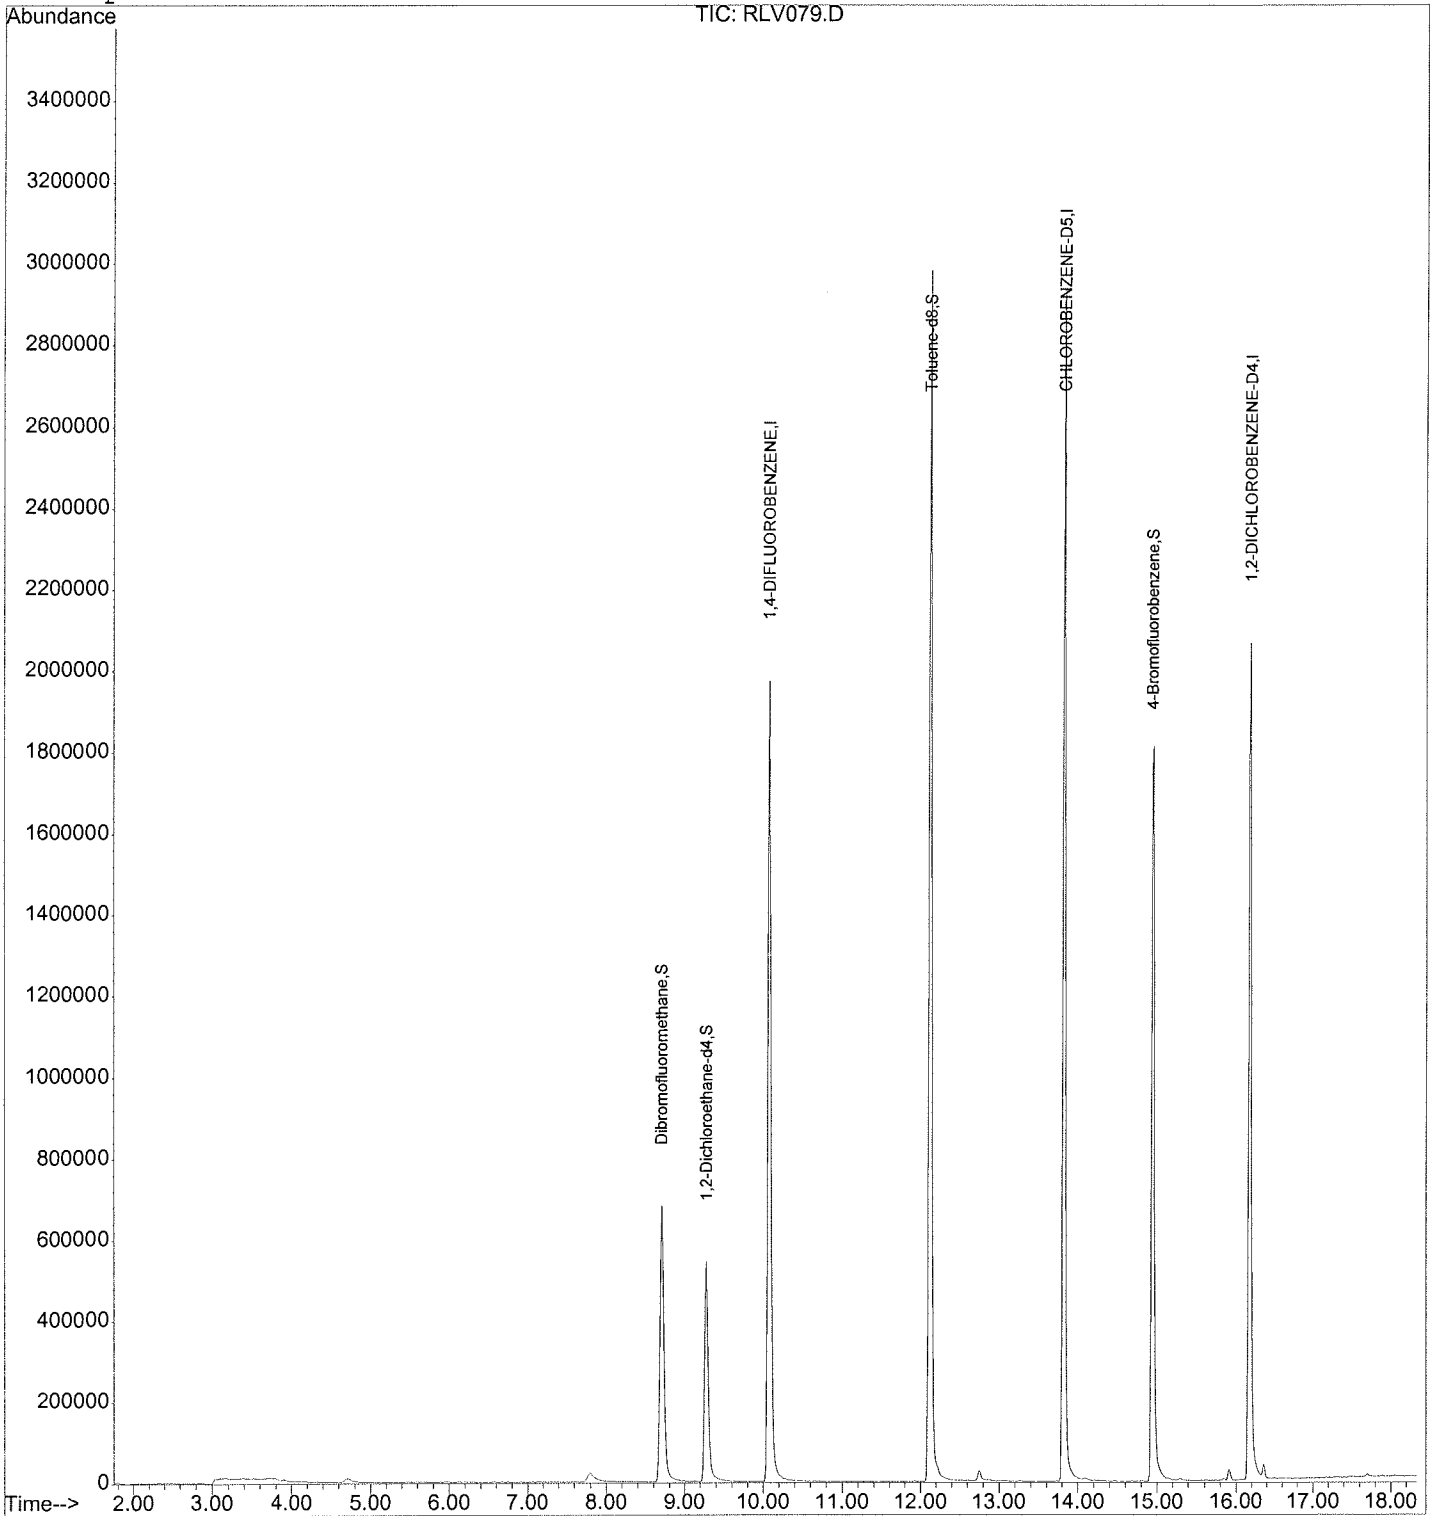 Abundance
TIC: RLV079.D
3400000
3200000
3000000
2800000
2600000
2400000
2200000
2000000
1800000
1600000
1400000
1200000
1000000
800000
600000
400000
200000
0
Dibromofluoromethane,S
1,2-Dichloroethane-d4,S
1,4-DIFLUOROBENZENE,I
Toluene-d8,S
CHLOROBENZENE-D5,I
4-Bromofluorobenzene,S
1,2-DICHLOROBENZENE-D4,I
Time--> 2.00 3.00 4.00 5.00 6.00 7.00 8.00 9.00 10.00 11.00 12.00 13.00 14.00 15.00 16.00 17.00 18.00